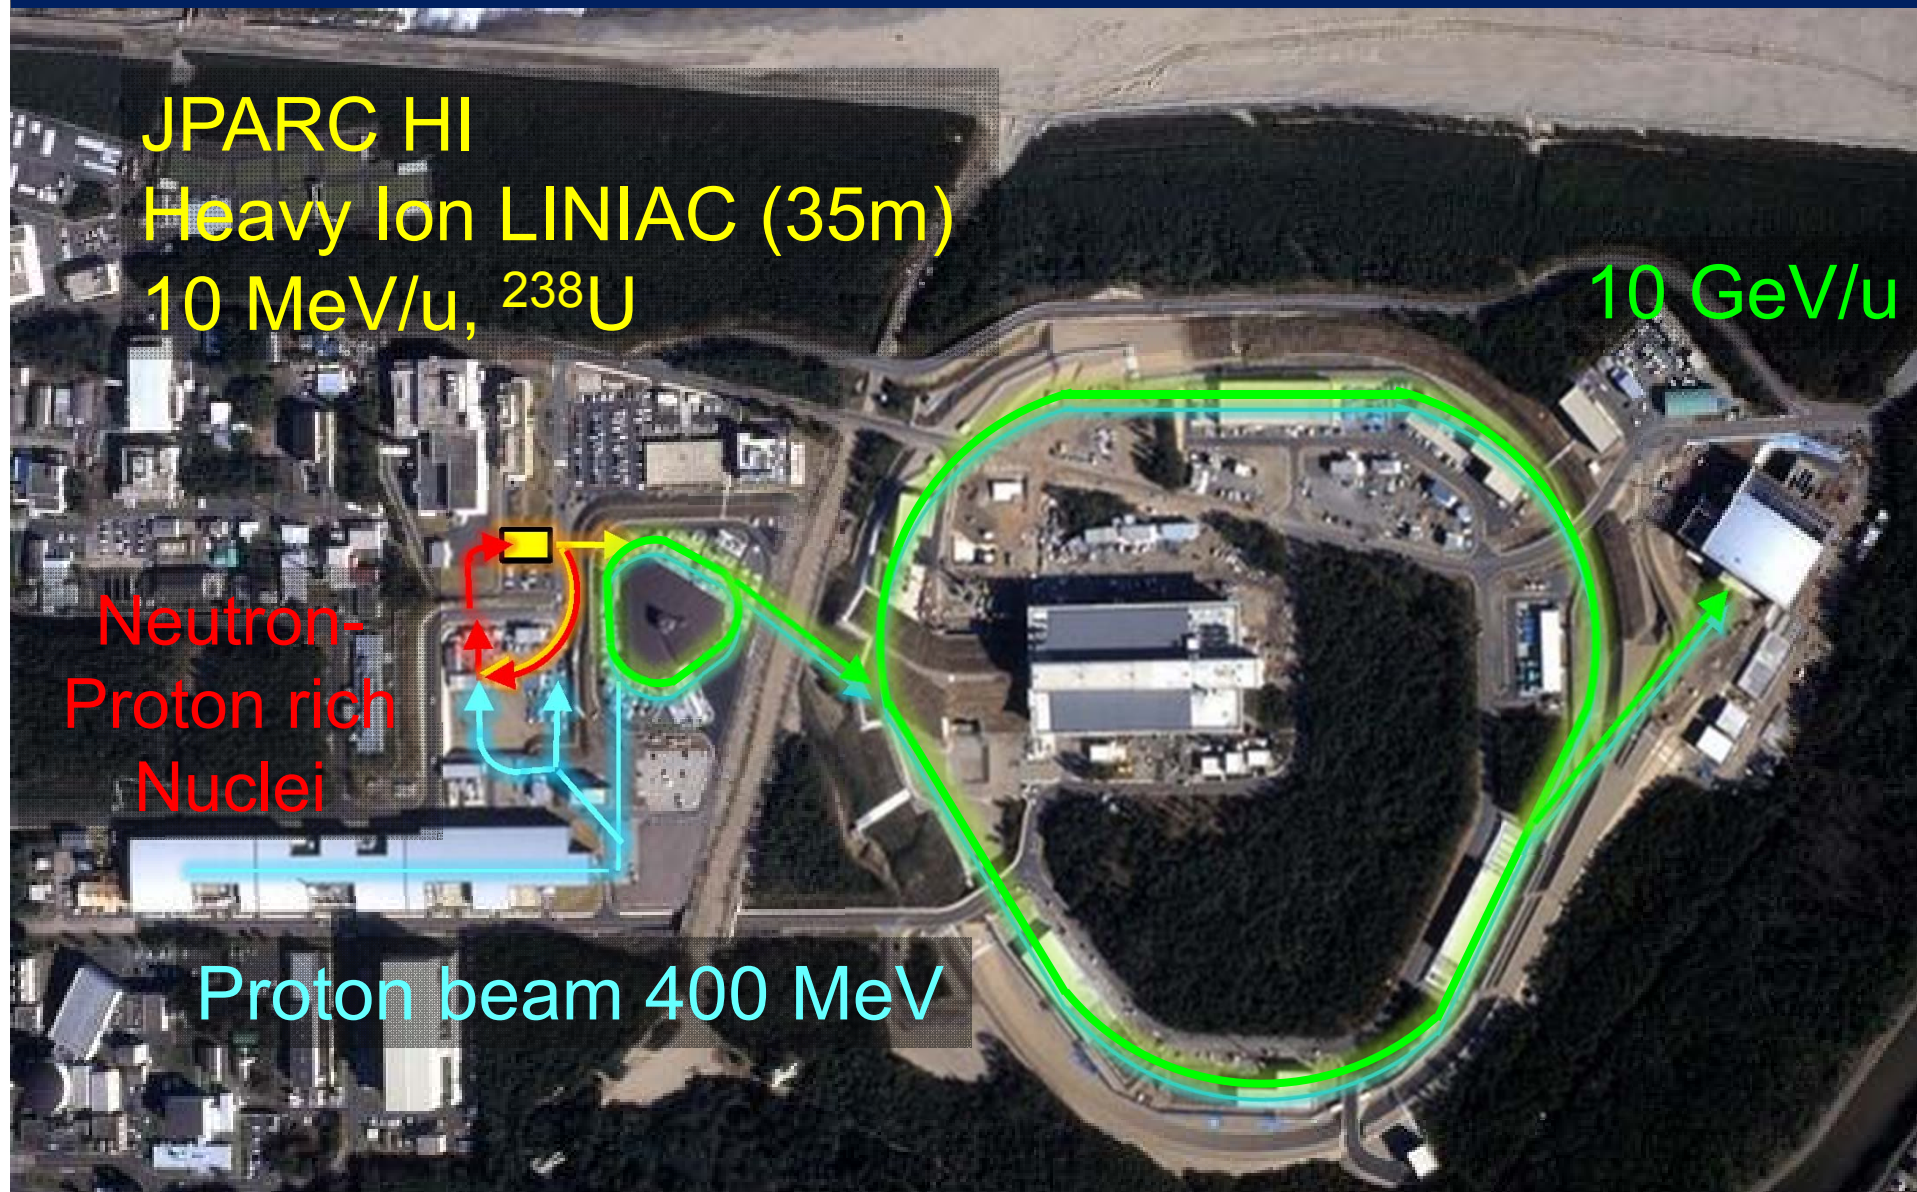 JPARC HI
Heavy Ion LINIAC (35m)
10 MeV/u, ²³⁸U
10 GeV/u
Neutron-
Proton rich
Nuclei
Proton beam 400 MeV